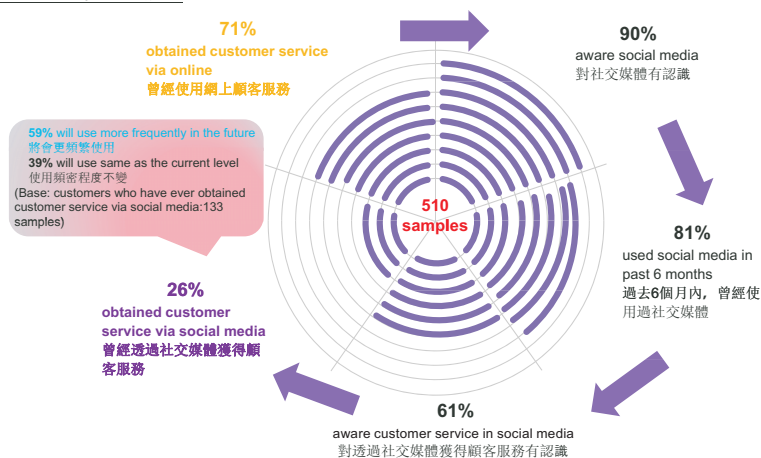 71%
obtained customer service
via online
曾經使用網上顧客服務
90%
aware social media
對社交媒體有認識
59% will use more frequently in the future
將會更頻繁使用
39% will use same as the current level
使用頻密程度不變
(Base: customers who have ever obtained
customer service via social media:133
samples)
510
samples
81%
used social media in
past 6 months
過去6個月內，曾經使
用過社交媒體
26%
obtained customer
service via social media
曾經透過社交媒體獲得顧
客服務
61%
aware customer service in social media
對透過社交媒體獲得顧客服務有認識